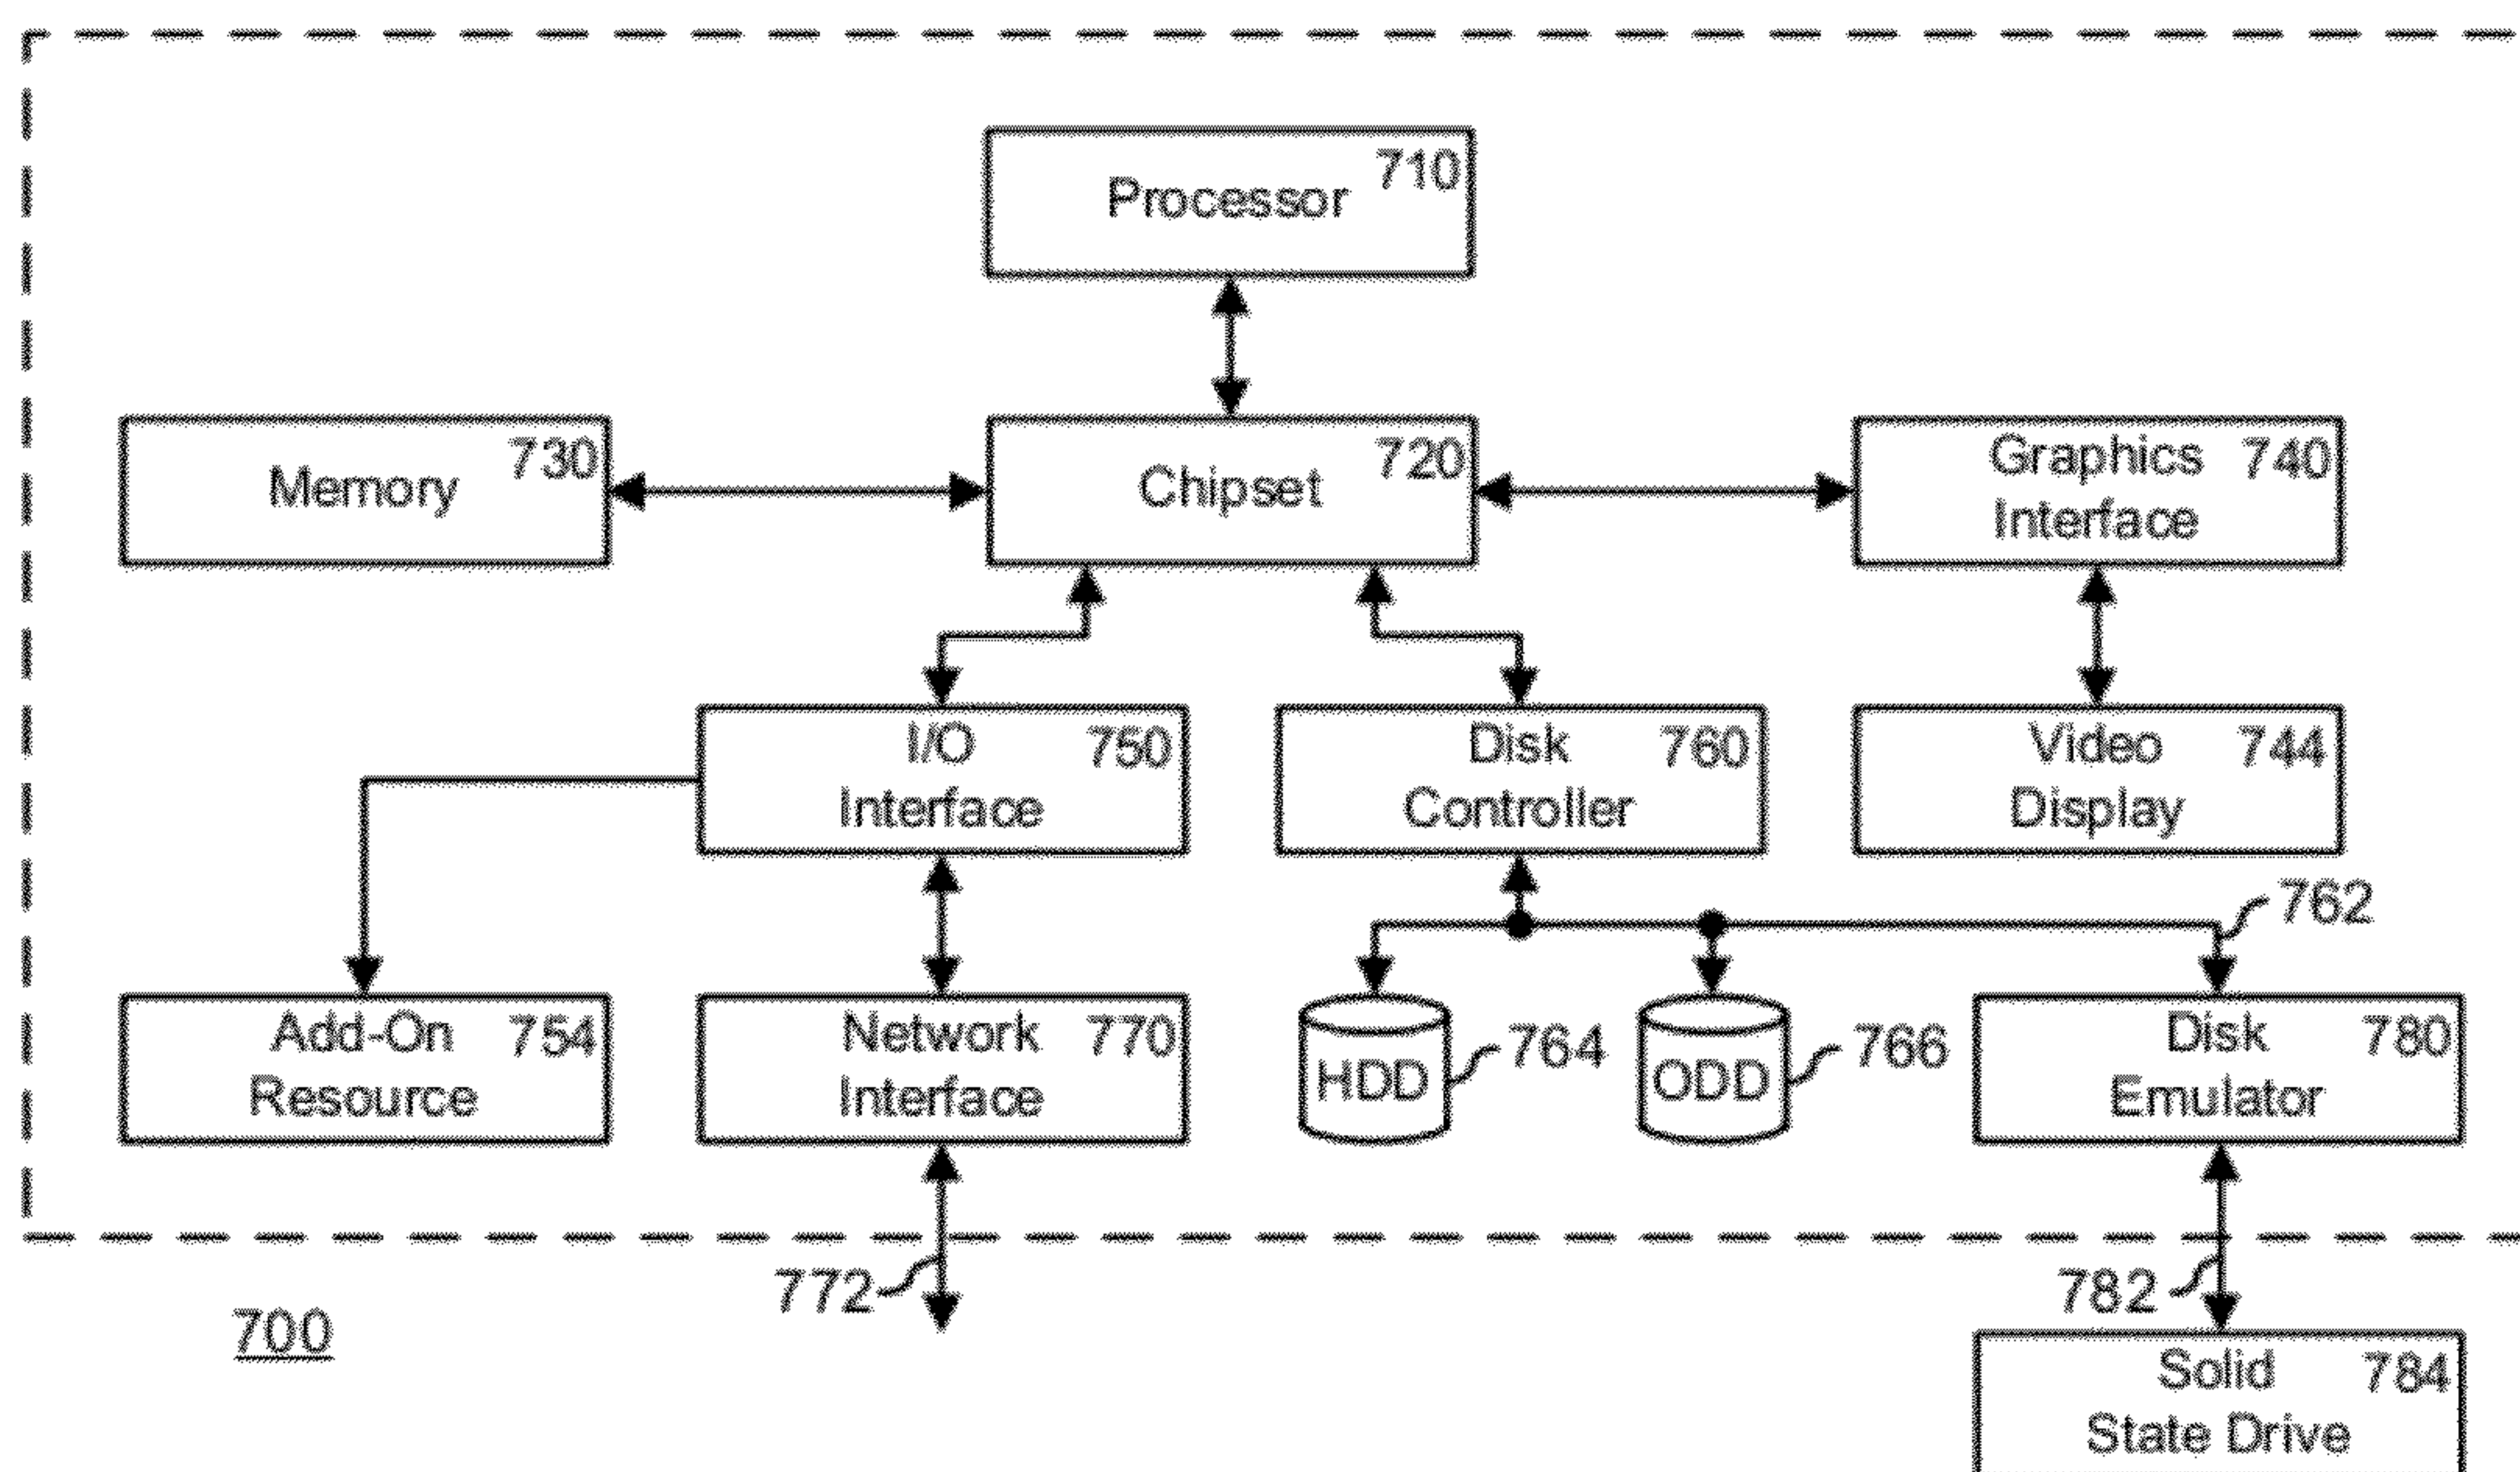 Processor 710
Memory 730
Chipset 720
Graphics 740
Interface
I/O 750
Interface
Disk 760
Controller
Video 744
Display
762
Add-On 754
Resource
Network 770
Interface
HDD
764
ODD
766
Disk 780
Emulator
772
782
700
Solid 784
State Drive